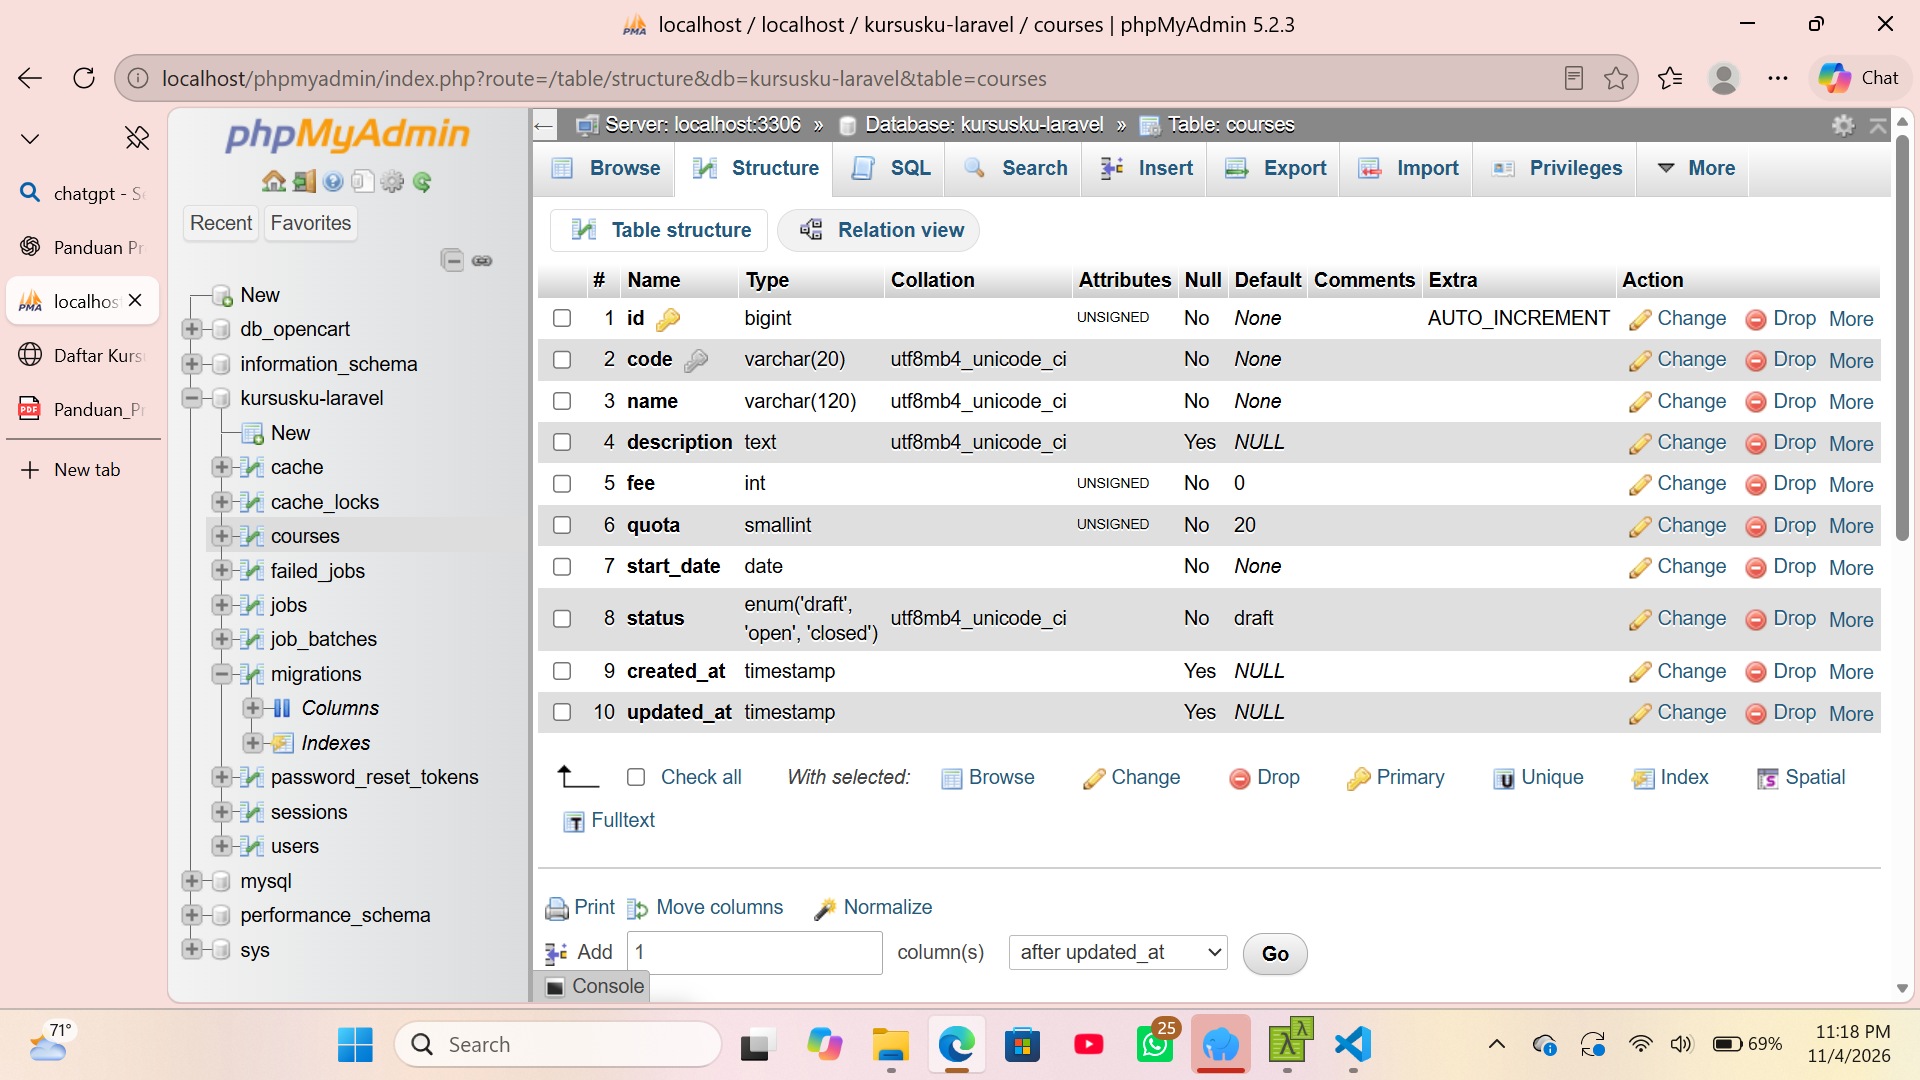 localhost / localhost / kursusku-laravel / courses | phpMyAdmin 5.2.3
localhost/phpmyadmin/index.php?route=/table/structure&db=kursusku-laravel&table=courses
Chat
chatgpt - Se
Panduan Pr
localhos
Daftar Kurs
Panduan_Pr
New tab
phpMyAdmin
Recent Favorites
New
db_opencart
information_schema
kursusku-laravel
New
cache
cache_locks
courses
failed_jobs
jobs
job_batches
migrations
Columns
Indexes
password_reset_tokens
sessions
users
mysql
performance_schema
sys
Server: localhost:3306 » Database: kursusku-laravel » Table: courses
Browse Structure SQL Search Insert Export Import Privileges More
Table structure Relation view
# Name Type Collation Attributes Null Default Comments Extra Action
1 id bigint UNSIGNED No None AUTO_INCREMENT Change Drop More
2 code varchar(20) utf8mb4_unicode_ci No None Change Drop More
3 name varchar(120) utf8mb4_unicode_ci No None Change Drop More
4 description text utf8mb4_unicode_ci Yes NULL Change Drop More
5 fee int UNSIGNED No 0 Change Drop More
6 quota smallint UNSIGNED No 20 Change Drop More
7 start_date date No None Change Drop More
8 status enum('draft', 'open', 'closed') utf8mb4_unicode_ci No draft Change Drop More
9 created_at timestamp Yes NULL Change Drop More
10 updated_at timestamp Yes NULL Change Drop More
Check all With selected: Browse Change Drop Primary Unique Index Spatial
Fulltext
Print Move columns Normalize
Add 1 column(s) after updated_at Go
Console
71°
Search
25
69%
11:18 PM
11/4/2026